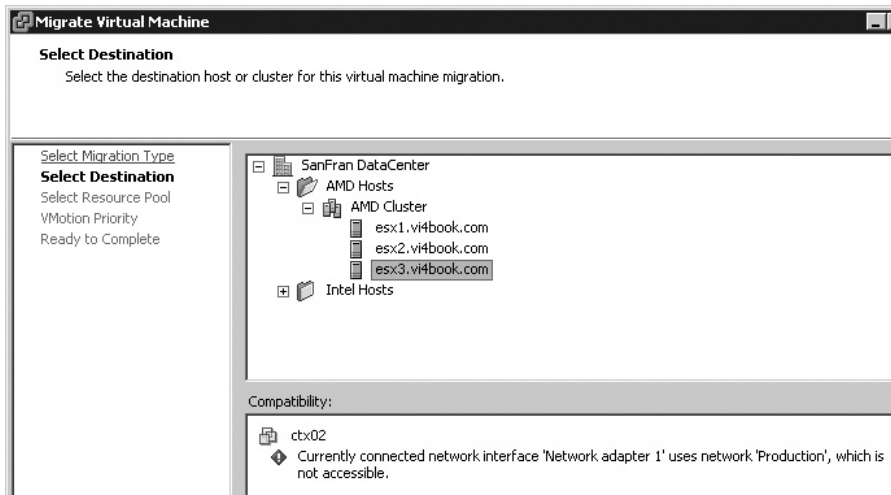 Migrate Virtual Machine
Select Destination
Select the destination host or cluster for this virtual machine migration.
Select Migration Type
Select Destination
Select Resource Pool
VMotion Priority
Ready to Complete
SanFran DataCenter
AMD Hosts
AMD Cluster
esx1.vi4book.com
esx2.vi4book.com
esx3.vi4book.com
Intel Hosts
Compatibility:
ctx02
Currently connected network interface 'Network adapter 1' uses network 'Production', which is
not accessible.